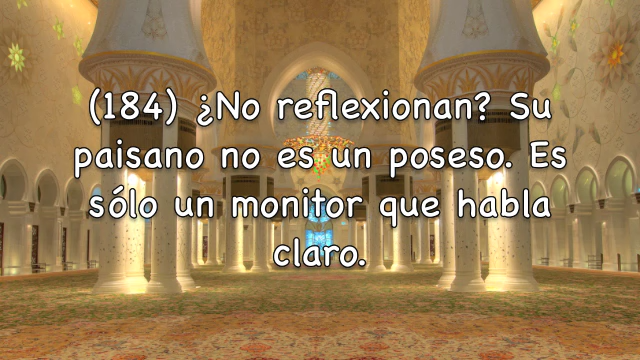 (184) ¿No reflexionan? Su
paisano no es un poseso. Es
sólo un monitor que habla
claro.